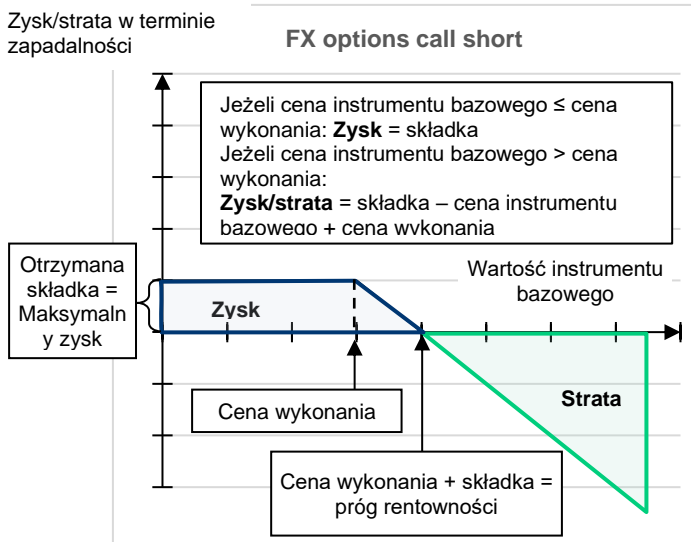 Zysk/strata w terminie
zapadalności
FX options call short
Jeżeli cena instrumentu bazowego ≤ cena
wykonania: Zysk = składka
Jeżeli cena instrumentu bazowego > cena
wykonania:
Zysk/strata = składka – cena instrumentu
bazowego + cena wykonania
Otrzymana
składka =
Maksymaln
y zysk
Wartość instrumentu
bazowego
Zysk
Cena wykonania
Strata
Cena wykonania + składka =
próg rentowności